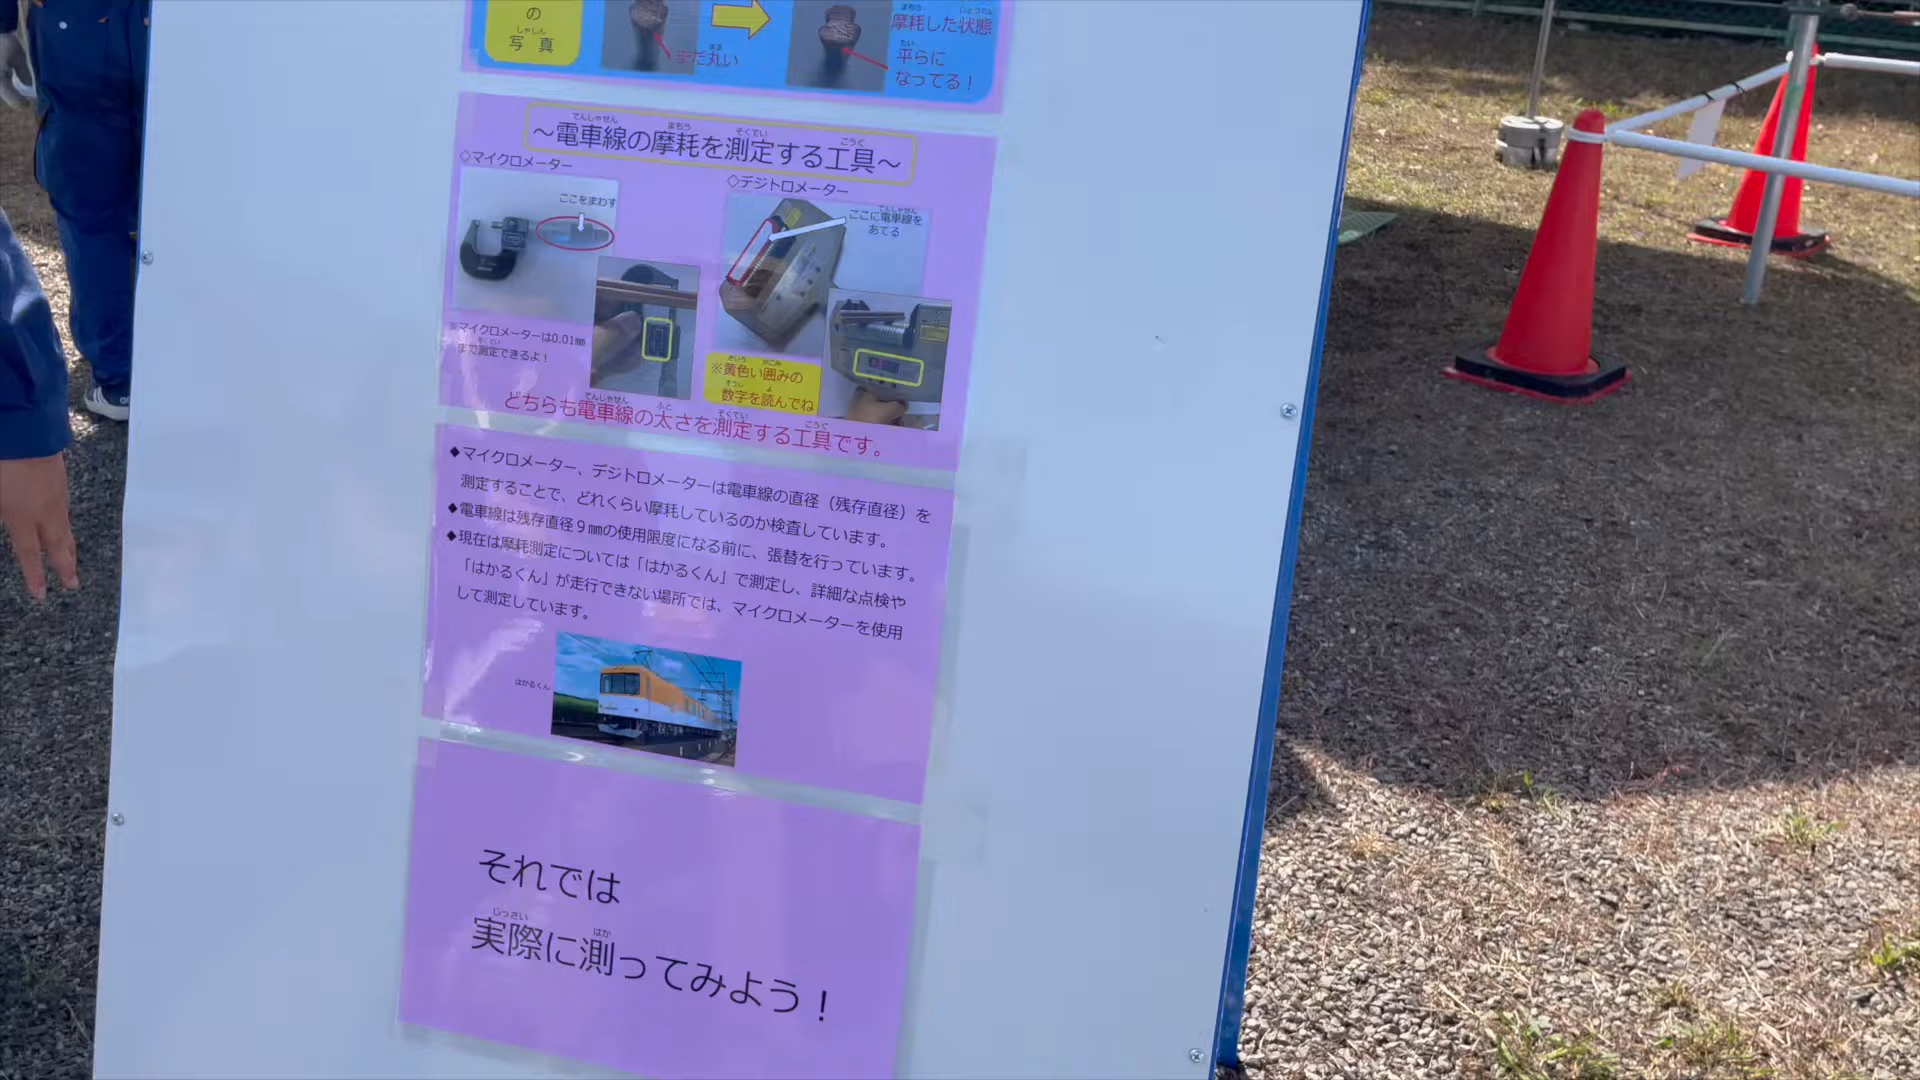 の
しゃしん
写真
まだ丸い
摩耗した状態
平らに
なってる！
～電車線の摩耗を測定する工具～
◇マイクロメーター
◇デジトロメーター
ここをまわす
ここに電車線を
あてる
※マイクロメーターは0.01㎜
まで測定できるよ！
※黄色い囲みの
数字を読んでね
どちらも電車線の太さを測定する工具です。
◆マイクロメーター、デジトロメーターは電車線の直径（残存直径）を
測定することで、どれくらい摩耗しているのか検査しています。
◆電車線は残存直径９㎜の使用限度になる前に、張替を行っています。
◆現在は摩耗測定については「はかるくん」で測定し、詳細な点検や
「はかるくん」が走行できない場所では、マイクロメーターを使用
して測定しています。
はかるくん
それでは
じっさい はか
実際に測ってみよう！